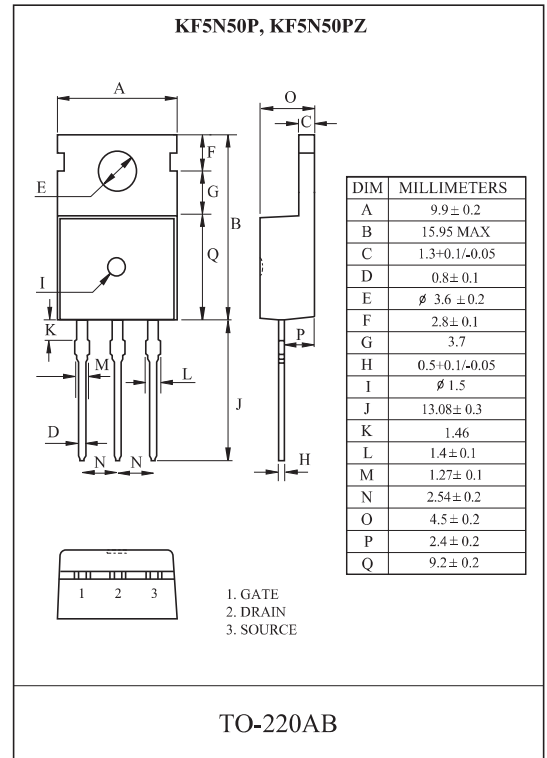 KF5N50P, KF5N50PZ
A
O
C
F
E
G
B
Q
I
K
P
M
L
J
D
N N
H
DIM MILLIMETERS
A 9.9 ± 0.2
B 15.95 MAX
C 1.3+0.1/-0.05
D 0.8 ± 0.1
E ø 3.6 ± 0.2
F 2.8 ± 0.1
G 3.7
H 0.5+0.1/-0.05
I ø 1.5
J 13.08 ± 0.3
K 1.46
L 1.4 ± 0.1
M 1.27 ± 0.1
N 2.54 ± 0.2
O 4.5 ± 0.2
P 2.4 ± 0.2
Q 9.2 ± 0.2
1 2 3
1. GATE
2. DRAIN
3. SOURCE
TO-220AB